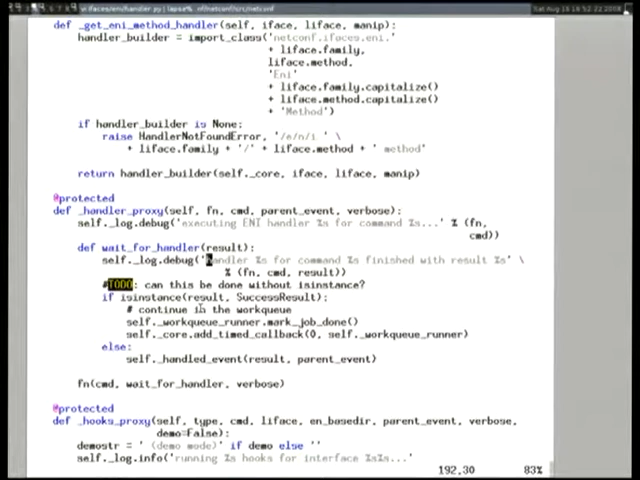 def _get_eni_method_handler(self, iface, liface, manip):
handler_builder = import_class('netconf.ifaces.eni.'
+ liface.family,
liface.method.
'Eni'
+ liface.family.capitalize()
+ liface.method.capitalize()
+ 'Method')
if handler_builder is None:
raise HandlerNotFoundError, '/e/n/i ' \
+ liface.family + '/' + liface.method + ' method'
return handler_builder(self._core, iface, liface, manip)
@protected
def _handler_proxy(self, fn, cmd, parent_event, verbose):
self._log.debug('executing ENI handler %s for command %s...' % (fn,
cmd))
def wait_for_handler(result):
self._log.debug('handler %s for command %s finished with result %s' \
% (fn, cmd, result))
#TODO: can this be done without isinstance?
if isinstance(result, SuccessResult):
# continue in the workqueue
self._workqueue_runner.mark_job_done()
self._core.add_timed_callback(0, self._workqueue_runner)
else:
self._handled_event(result, parent_event)
fn(cmd, wait_for_handler, verbose)
@protected
def _hooks_proxy(self, type, cmd, liface, en_basedir, parent_event, verbose,
demo=False):
demostr = ' (demo mode)' if demo else ''
self._log.info('running %s hooks for interface %s%s...'
192,30 83%